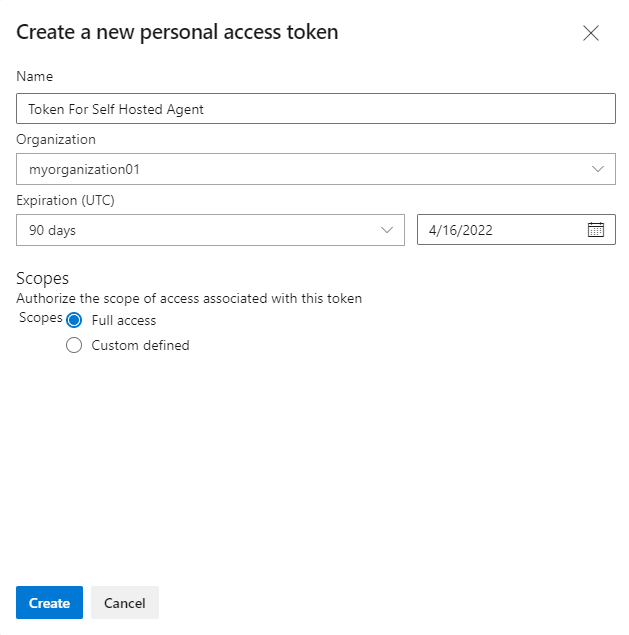 Create a new personal access token
Name
Token For Self Hosted Agent
Organization
myorganization01
Expiration (UTC)
90 days
4/16/2022
Scopes
Authorize the scope of access associated with this token
Scopes Full access
Custom defined
Create Cancel